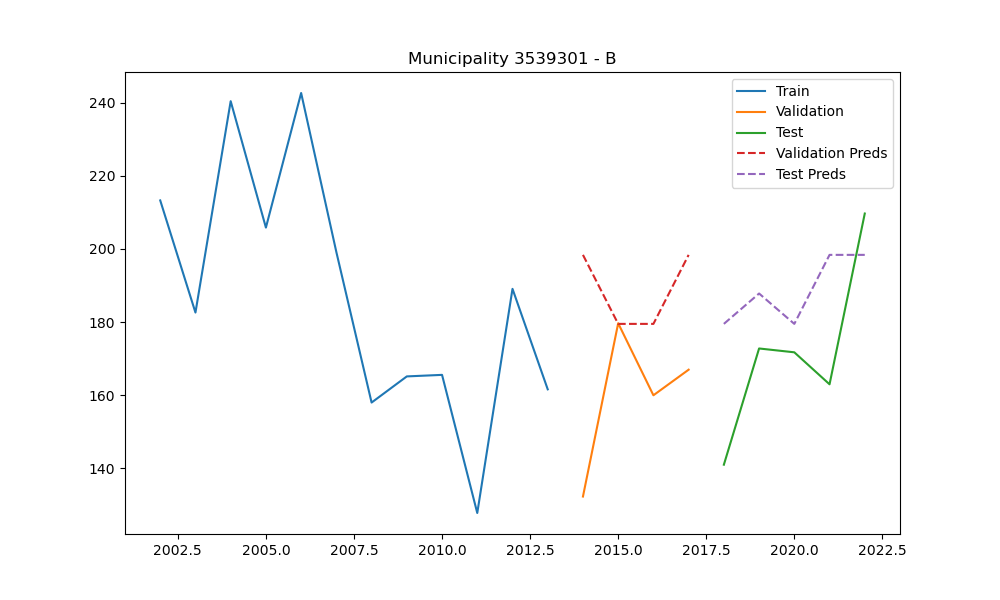 Municipality 3539301 - B
Train
Validation
Test
Validation Preds
Test Preds
240
220
200
180
160
140
2002.5 2005.0 2007.5 2010.0 2012.5 2015.0 2017.5 2020.0 2022.5